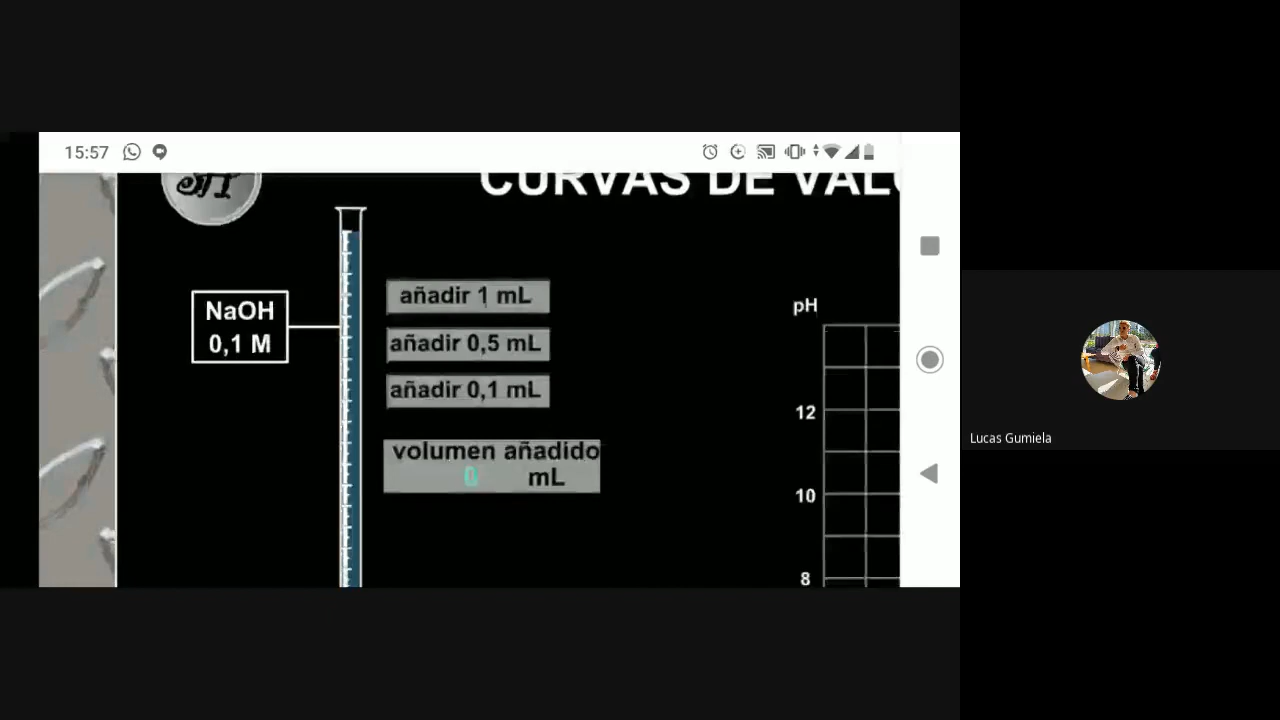 15:57
CURVAS DE VAL
NaOH
0,1 M
añadir 1 mL
añadir 0,5 mL
añadir 0,1 mL
volumen añadido
0 mL
pH
12
10
8
Lucas Gumiela